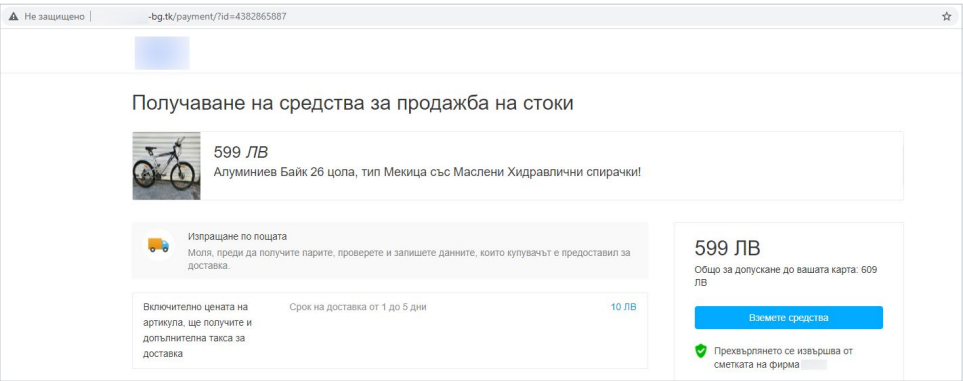 Не защищено
-bg.tk/payment/?id=4382865887
Получаване на средства за продажба на стоки
599 ЛВ
Алуминиев Байк 26 цола, тип Мекица със Маслени Хидравлични спирачки!
Изпращане по пощата
Моля, преди да получите парите, проверете и запишете данните, които купувачът е предоставил за
доставка.
Включително цената на
артикула, ще получите и
допълнителна такса за
доставка
Срок на доставка от 1 до 5 дни
10 ЛВ
599 ЛВ
Общо за допускане до вашата карта: 609
ЛВ
Вземете средства
Прехвърлянето се извършва от
сметката на фирма